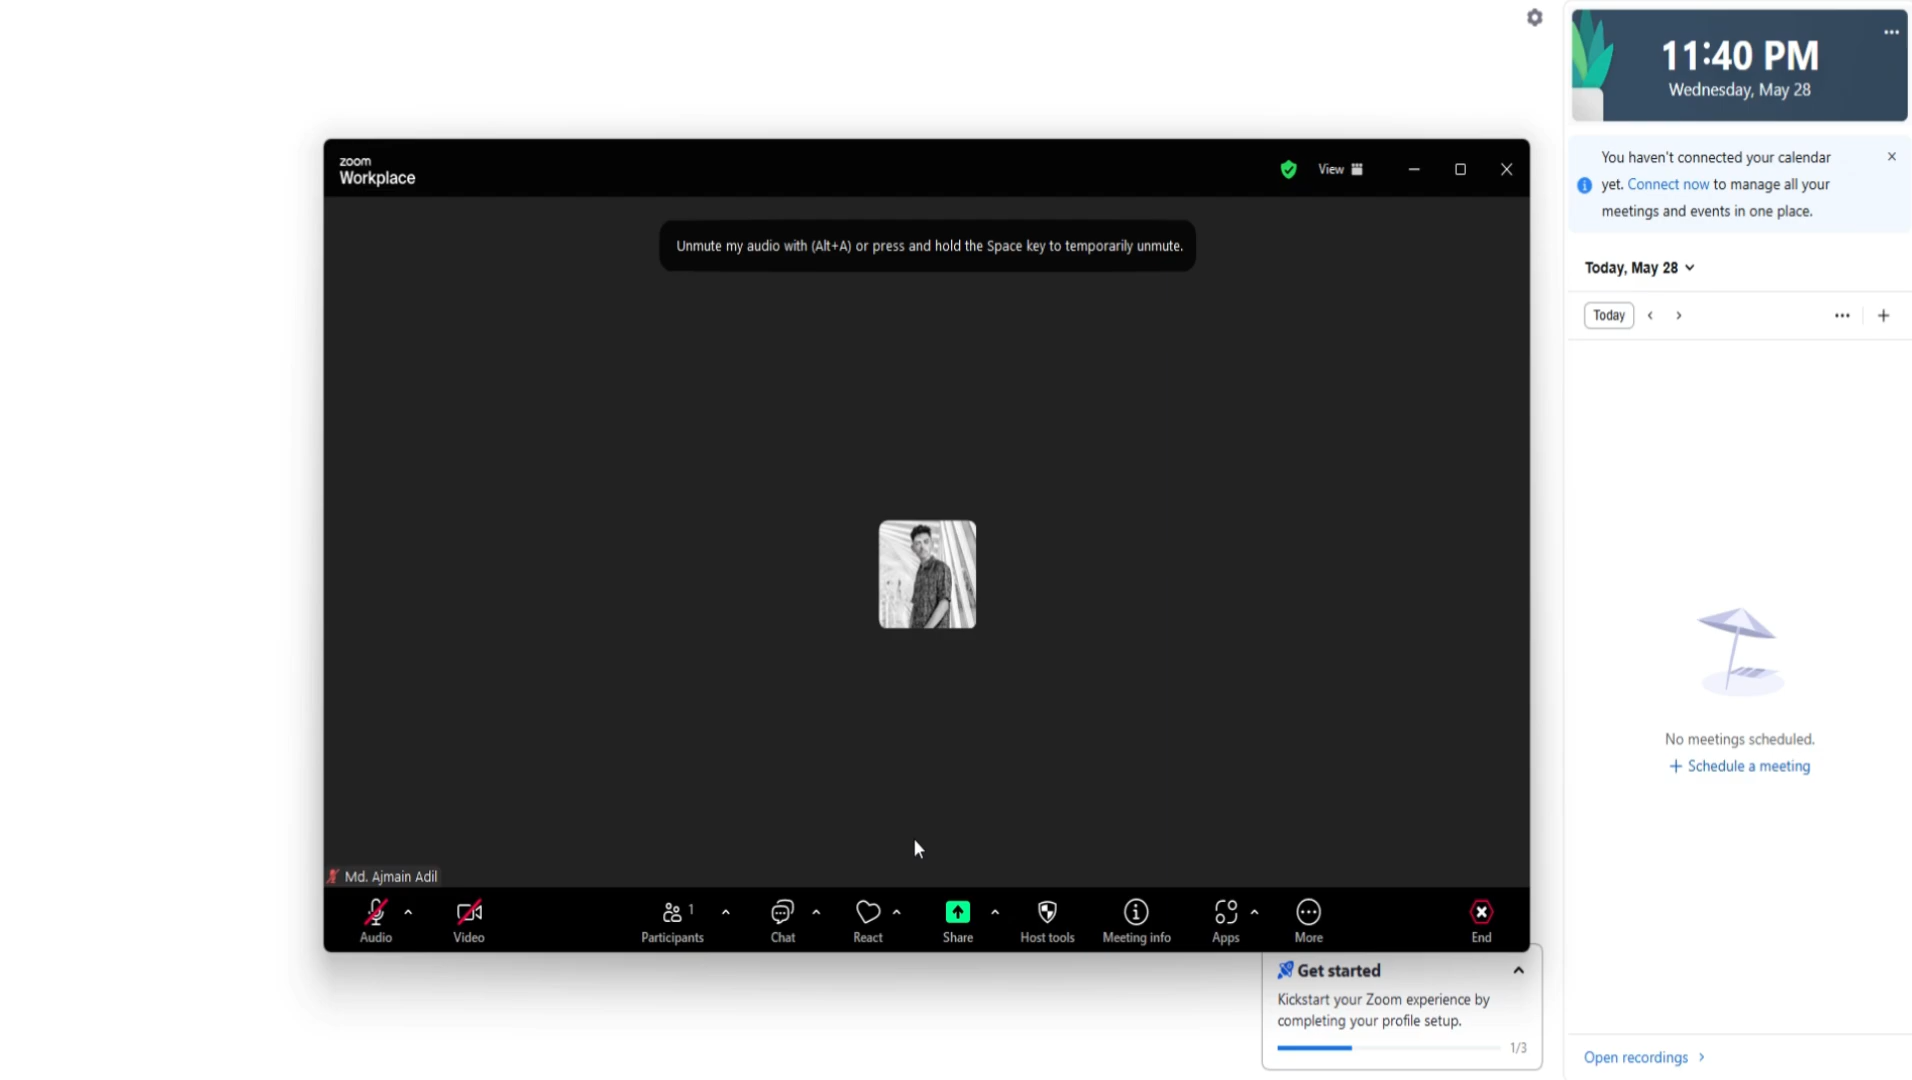 11:40 PM
Wednesday, May 28
zoom
Workplace
View
You haven't connected your calendar
yet. Connect now to manage all your
meetings and events in one place.
Unmute my audio with (Alt+A) or press and hold the Space key to temporarily unmute.
Today, May 28
Today
No meetings scheduled.
+ Schedule a meeting
Md. Ajmain Adil
1
Audio
Video
Participants
Chat
React
Share
Host tools
Meeting info
Apps
More
End
Get started
Kickstart your Zoom experience by
completing your profile setup.
1/3
Open recordings